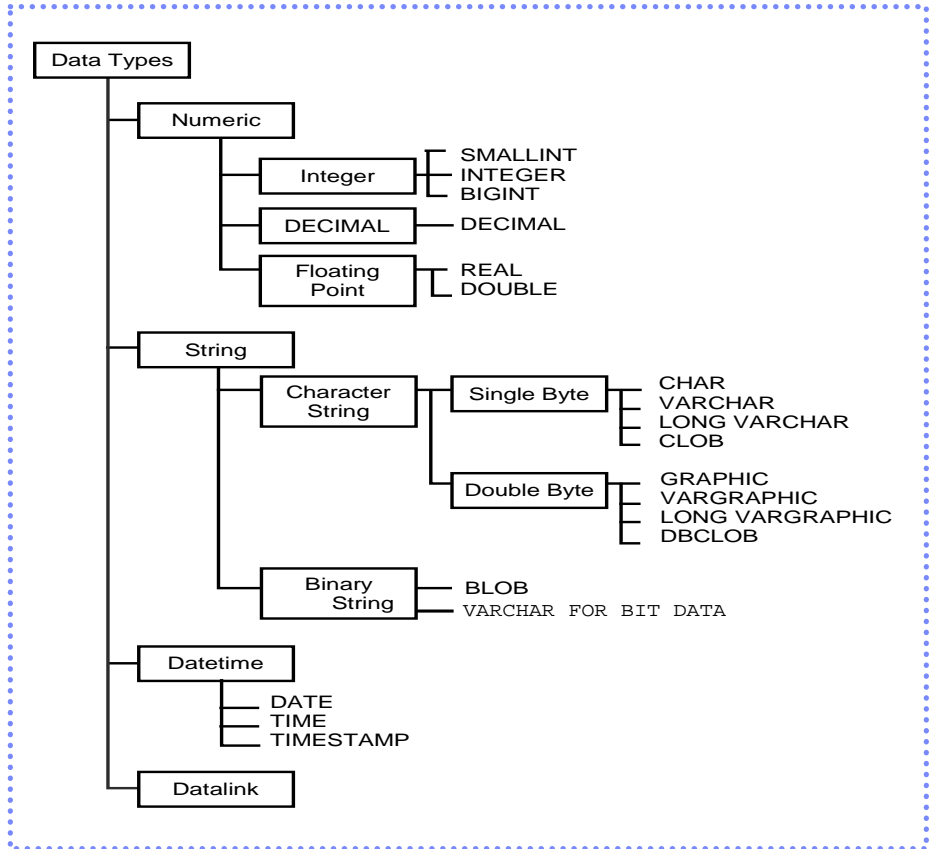 Data Types
Numeric
Integer
SMALLINT
INTEGER
BIGINT
DECIMAL
DECIMAL
Floating
Point
REAL
DOUBLE
String
Character
String
Single Byte
CHAR
VARCHAR
LONG VARCHAR
CLOB
Double Byte
GRAPHIC
VARGRAPHIC
LONG VARGRAPHIC
DBCLOB
Binary
String
BLOB
VARCHAR FOR BIT DATA
Datetime
DATE
TIME
TIMESTAMP
Datalink